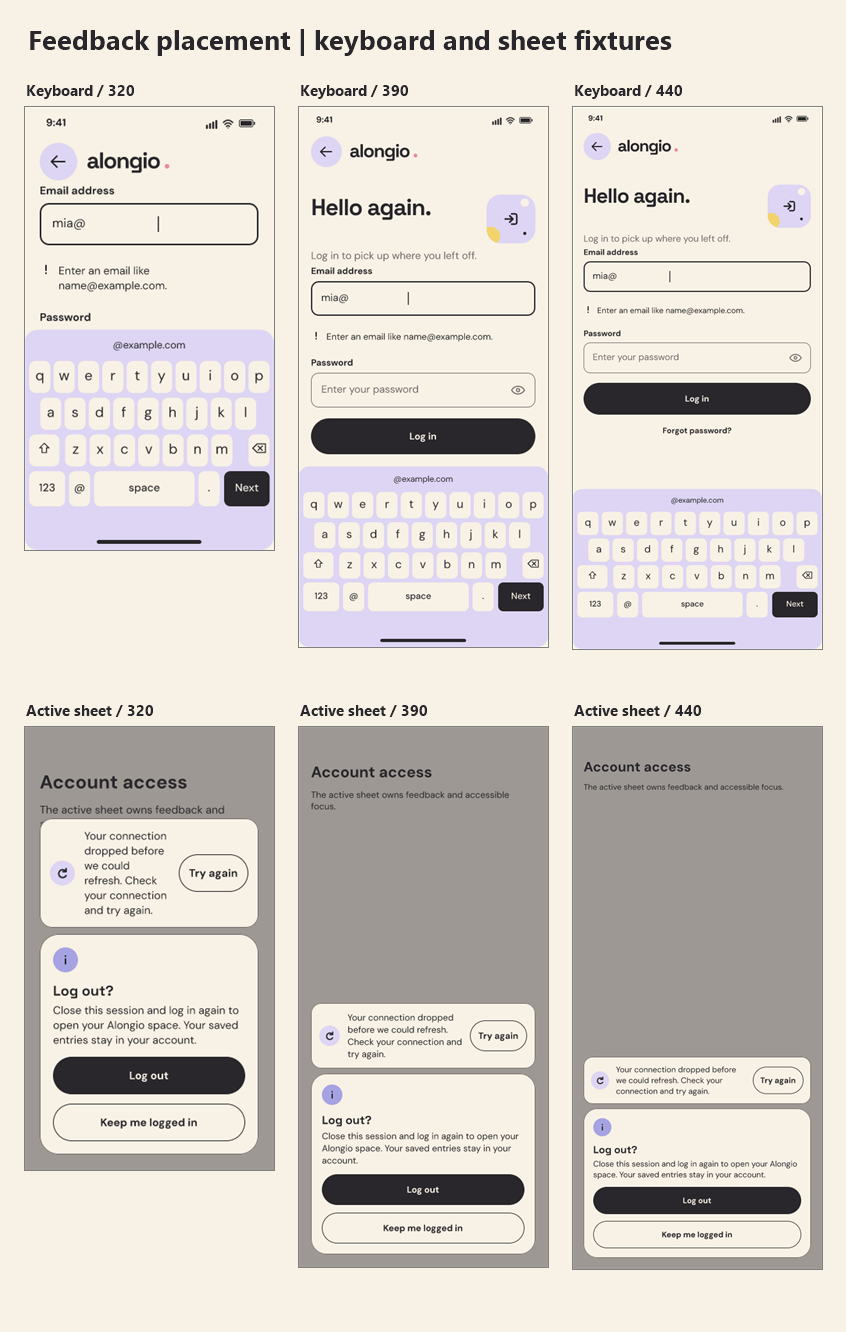 Feedback placement | keyboard and sheet fixtures
Keyboard / 320
9:41
alongio.
Email address
mia@
! Enter an email like
name@example.com.
Password
@example.com
q w e r t y u i o p
a s d f g h j k l
z x c v b n m
123 @ space . Next
Keyboard / 390
9:41
alongio.
Hello again.
Log in to pick up where you left off.
Email address
mia@
! Enter an email like name@example.com.
Password
Enter your password
Log in
@example.com
q w e r t y u i o p
a s d f g h j k l
z x c v b n m
123 @ space . Next
Keyboard / 440
9:41
alongio.
Hello again.
Log in to pick up where you left off.
Email address
mia@
! Enter an email like name@example.com.
Password
Enter your password
Log in
Forgot password?
@example.com
q w e r t y u i o p
a s d f g h j k l
z x c v b n m
123 @ space . Next
Active sheet / 320
Account access
The active sheet owns feedback and
Your connection
dropped before
we could
refresh. Check
your connection
and try again.
Try again
i
Log out?
Close this session and log in again to
open your Alongio space. Your saved
entries stay in your account.
Log out
Keep me logged in
Active sheet / 390
Account access
The active sheet owns feedback and accessible
focus.
Your connection dropped
before we could refresh.
Check your connection and
try again.
Try again
i
Log out?
Close this session and log in again to open your
Alongio space. Your saved entries stay in your
account.
Log out
Keep me logged in
Active sheet / 440
Account access
The active sheet owns feedback and accessible focus.
Your connection dropped before
we could refresh. Check your
connection and try again.
Try again
i
Log out?
Close this session and log in again to open your Alongio
space. Your saved entries stay in your account.
Log out
Keep me logged in